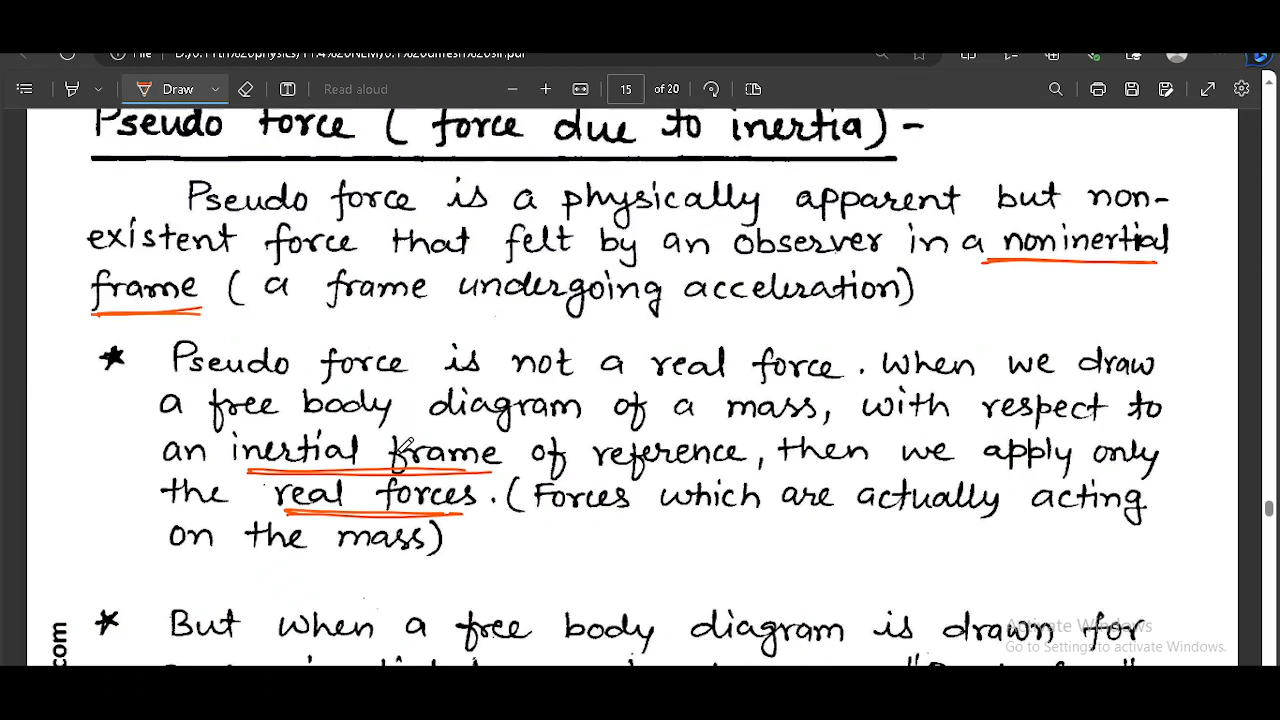 Draw
Read aloud
15
of 20
Pseudo force ( force due to inertia) -
Pseudo force is a physically apparent but non-
existent force that felt by an observer in a noninertial
frame ( a frame undergoing acceleration)
★ Pseudo force is not a real force. When we draw
a free body diagram of a mass, with respect to
an inertial frame of reference, then we apply only
the real forces. (Forces which are actually acting
on the mass)
★ But when a free body diagram is drawn for
.com
Activate Windows
Go to Settings to activate Windows.